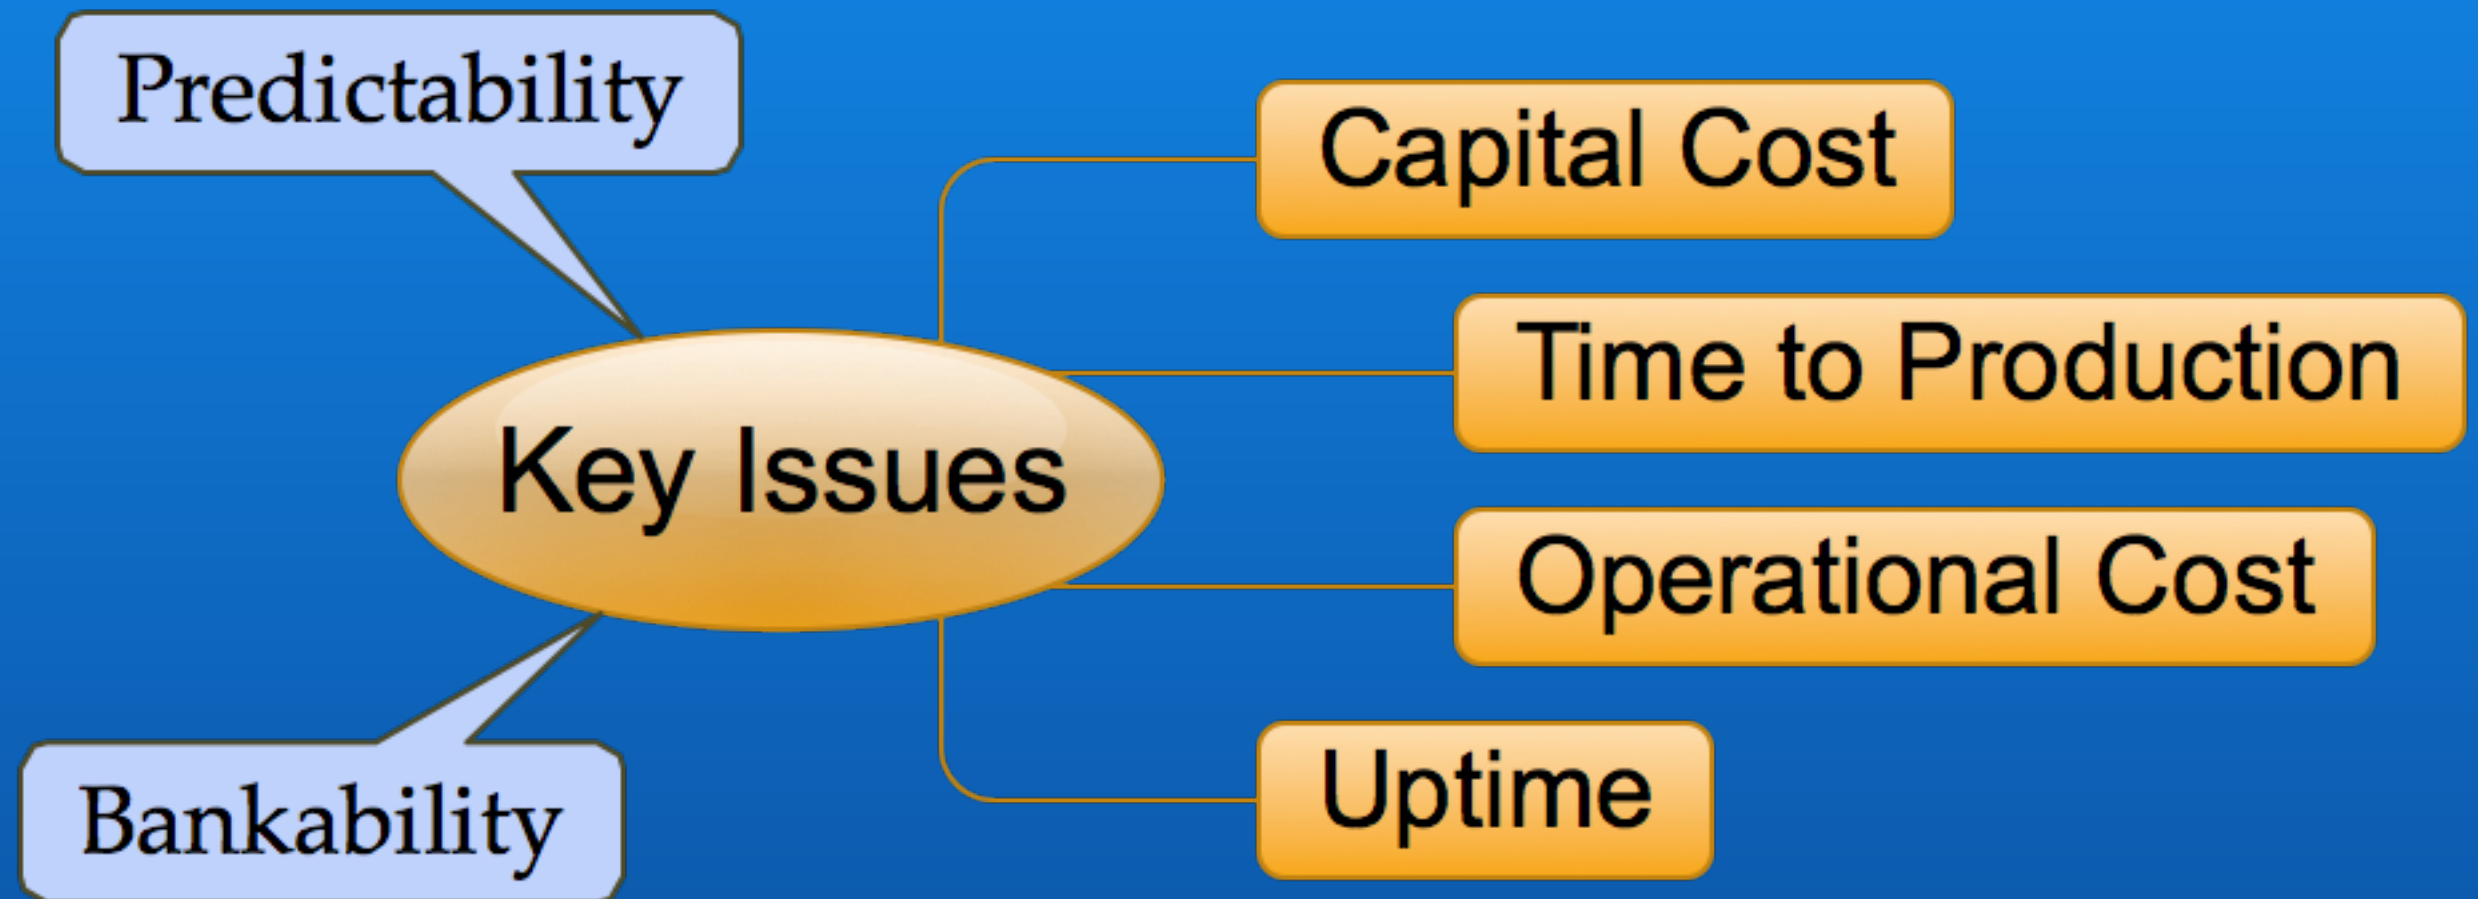 Predictability
Capital Cost
Time to Production
Key Issues
Operational Cost
Uptime
Bankability